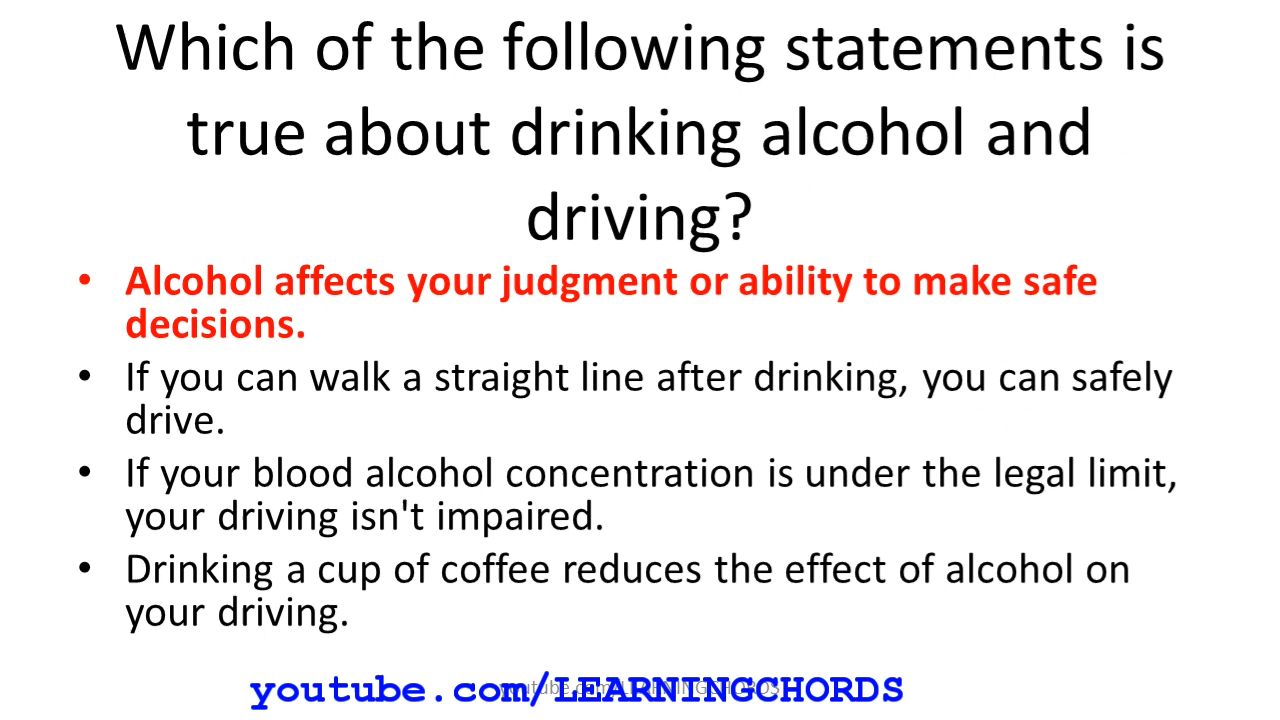 Which of the following statements is
true about drinking alcohol and
driving?
• Alcohol affects your judgment or ability to make safe
decisions.
• If you can walk a straight line after drinking, you can safely
drive.
• If your blood alcohol concentration is under the legal limit,
your driving isn't impaired.
• Drinking a cup of coffee reduces the effect of alcohol on
your driving.
youtube.com/LEARNINGCHORDS
youtube.com/LEARNINGCHORDS